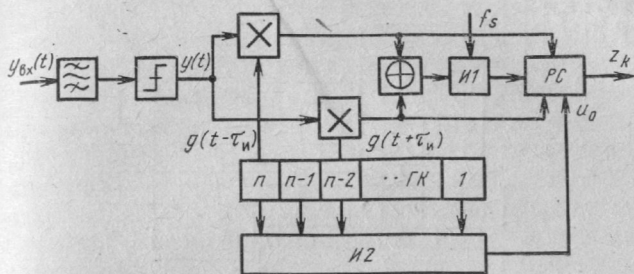 f_s
y_вх(t)
y(t)
И1
РС
z_k
u_0
g(t-τ_и)
g(t+τ_и)
п
п-1
п-2
··ГК
1
И2